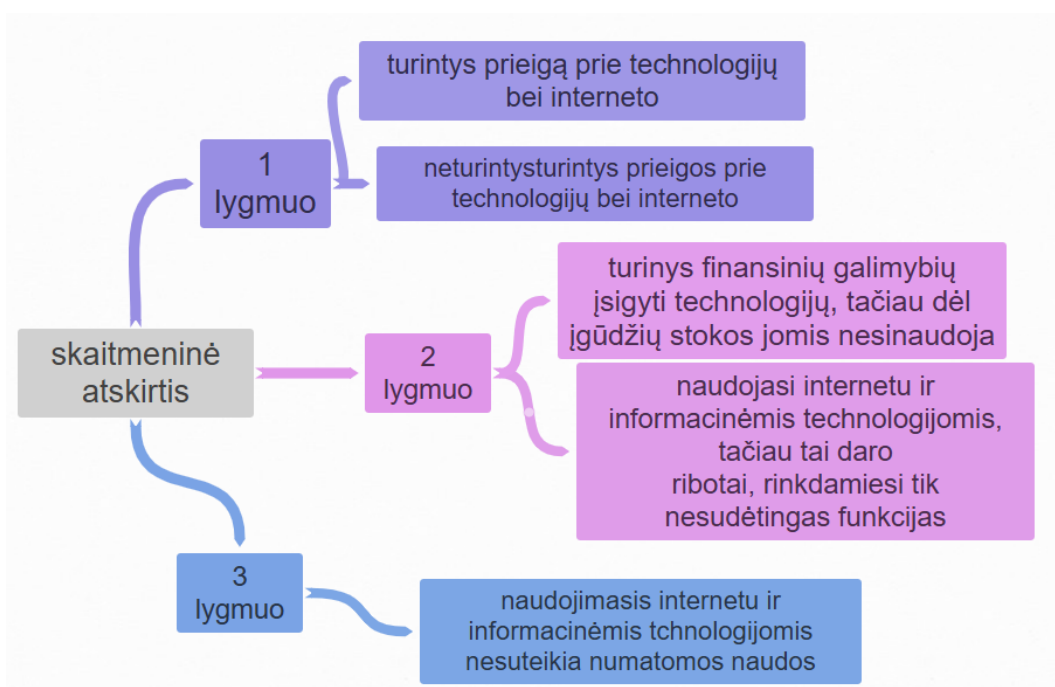 skaitmeninė
atskirtis
1
lygmuo
turintys prieigą prie technologijų
bei interneto
neturintysturintys prieigos prie
technologijų bei interneto
2
lygmuo
turinys finansinių galimybių
įsigyti technologijų, tačiau dėl
įgūdžių stokos jomis nesinaudoja
naudojasi internetu ir
informacinėmis technologijomis,
tačiau tai daro
ribotai, rinkdamiesi tik
nesudėtingas funkcijas
3
lygmuo
naudojimasis internetu ir
informacinėmis tchnologijomis
nesuteikia numatomos naudos